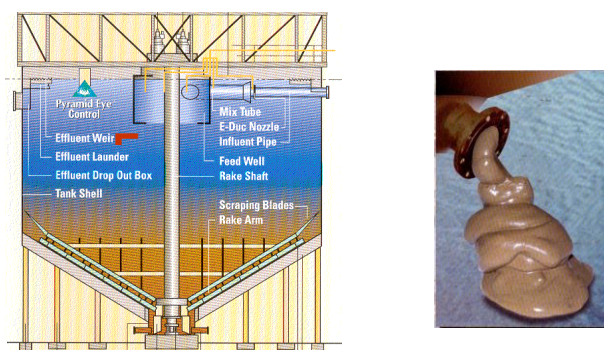 Pyramid Eye
Control
Effluent Weir
Effluent Launder
Effluent Drop Out Box
Tank Shell
Mix Tube
E-Duc Nozzle
Influent Pipe
Feed Well
Rake Shaft
Scraping Blades
Rake Arm